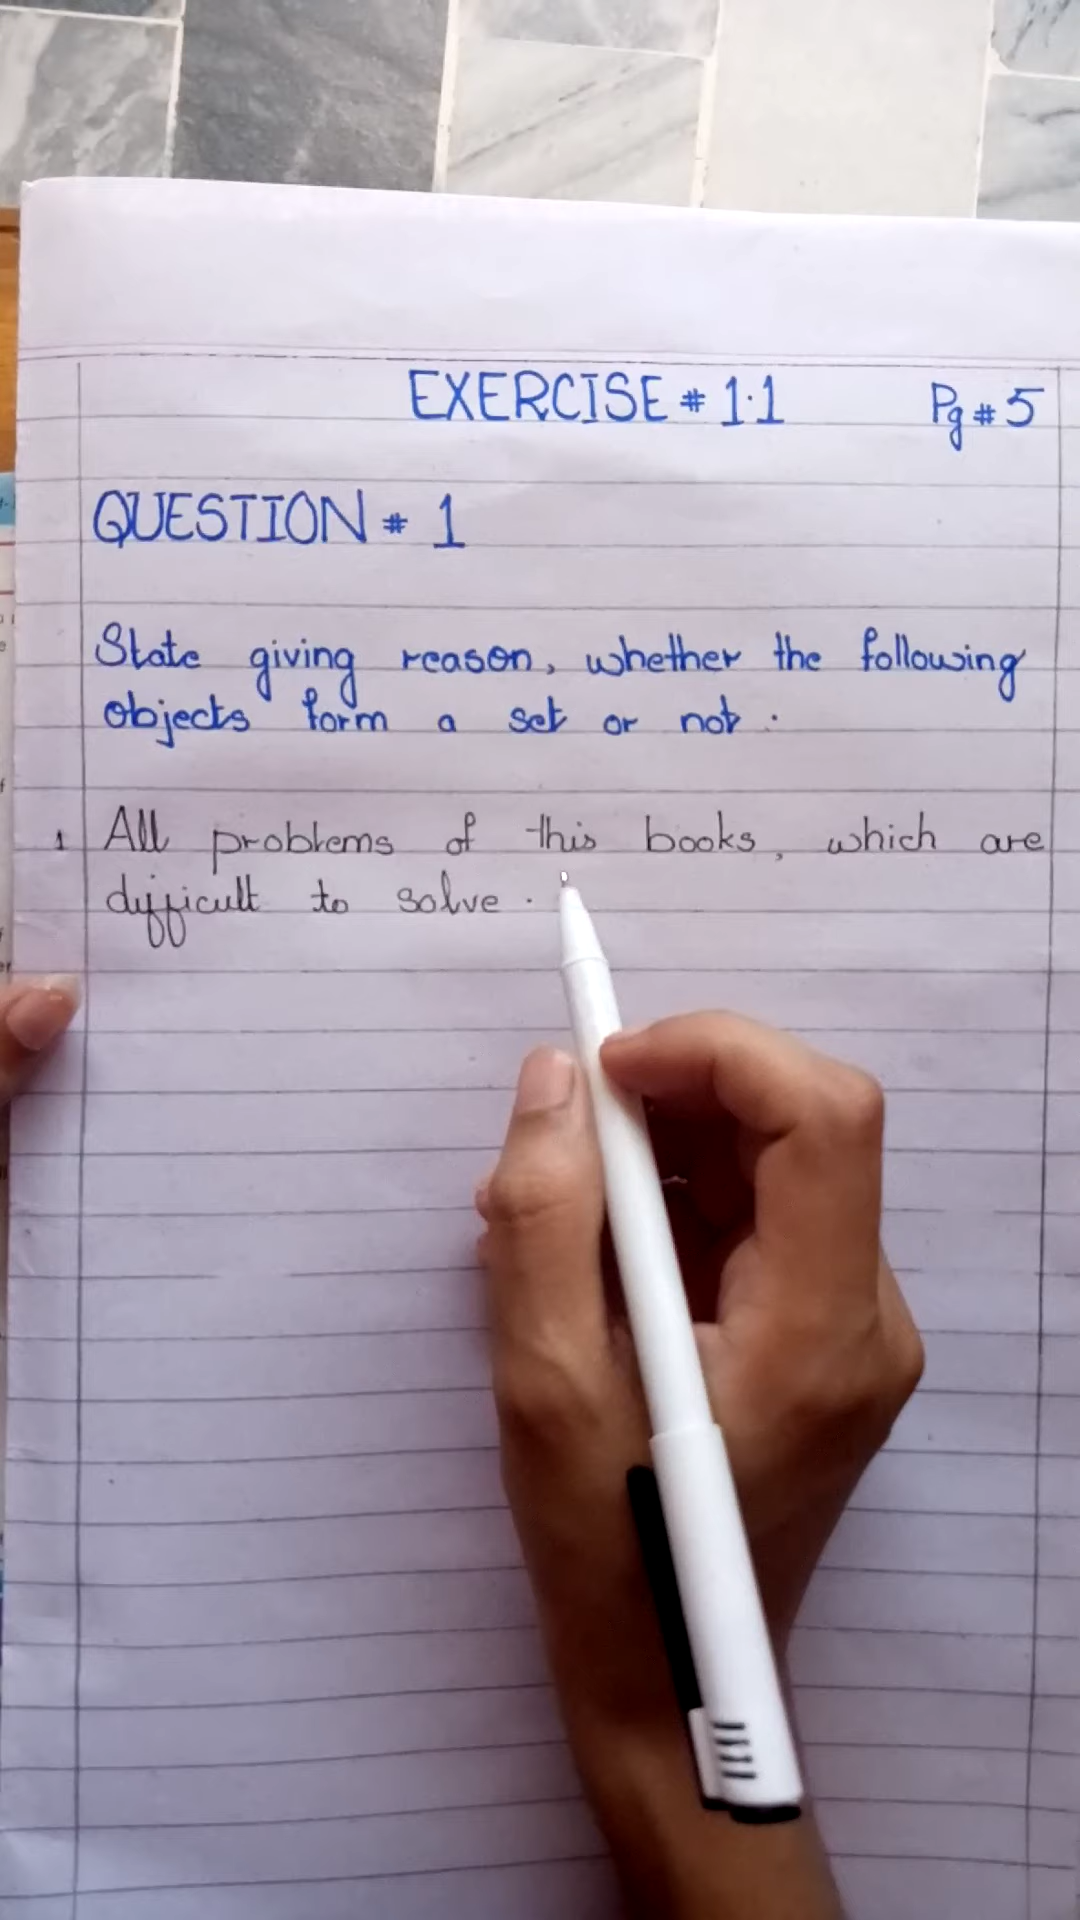 EXERCISE # 1.1 Pg # 5
QUESTION # 1
State giving reason, whether the following
objects form a set or not.
1 All problems of this books, which are
difficult to solve.